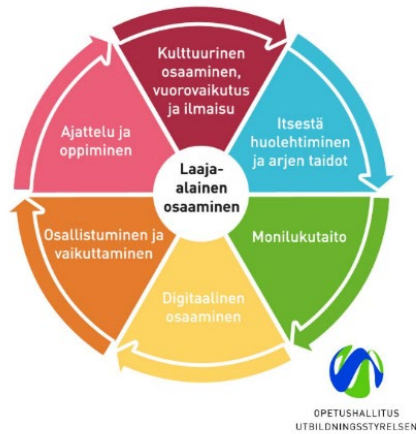 Kulttuurinen
osaaminen,
vuorovaikutus
ja ilmaisu
Itsestä
huolehtiminen
ja arjen taidot
Monilukutaito
Digitaalinen
osaaminen
Osallistuminen ja
vaikuttaminen
Ajattelu ja
oppiminen
Laaja-
alainen
osaaminen
OPETUSHALLITUS
UTBILDNINGSSTYRELSEN